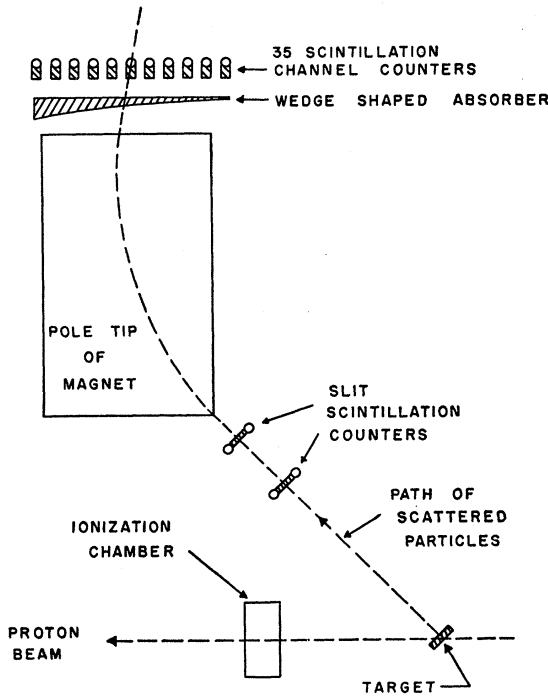 35 SCINTILLATION
CHANNEL COUNTERS
WEDGE SHAPED ABSORBER
POLE TIP
OF
MAGNET
SLIT
SCINTILLATION
COUNTERS
PATH OF
SCATTERED
PARTICLES
IONIZATION
CHAMBER
PROTON
BEAM
TARGET